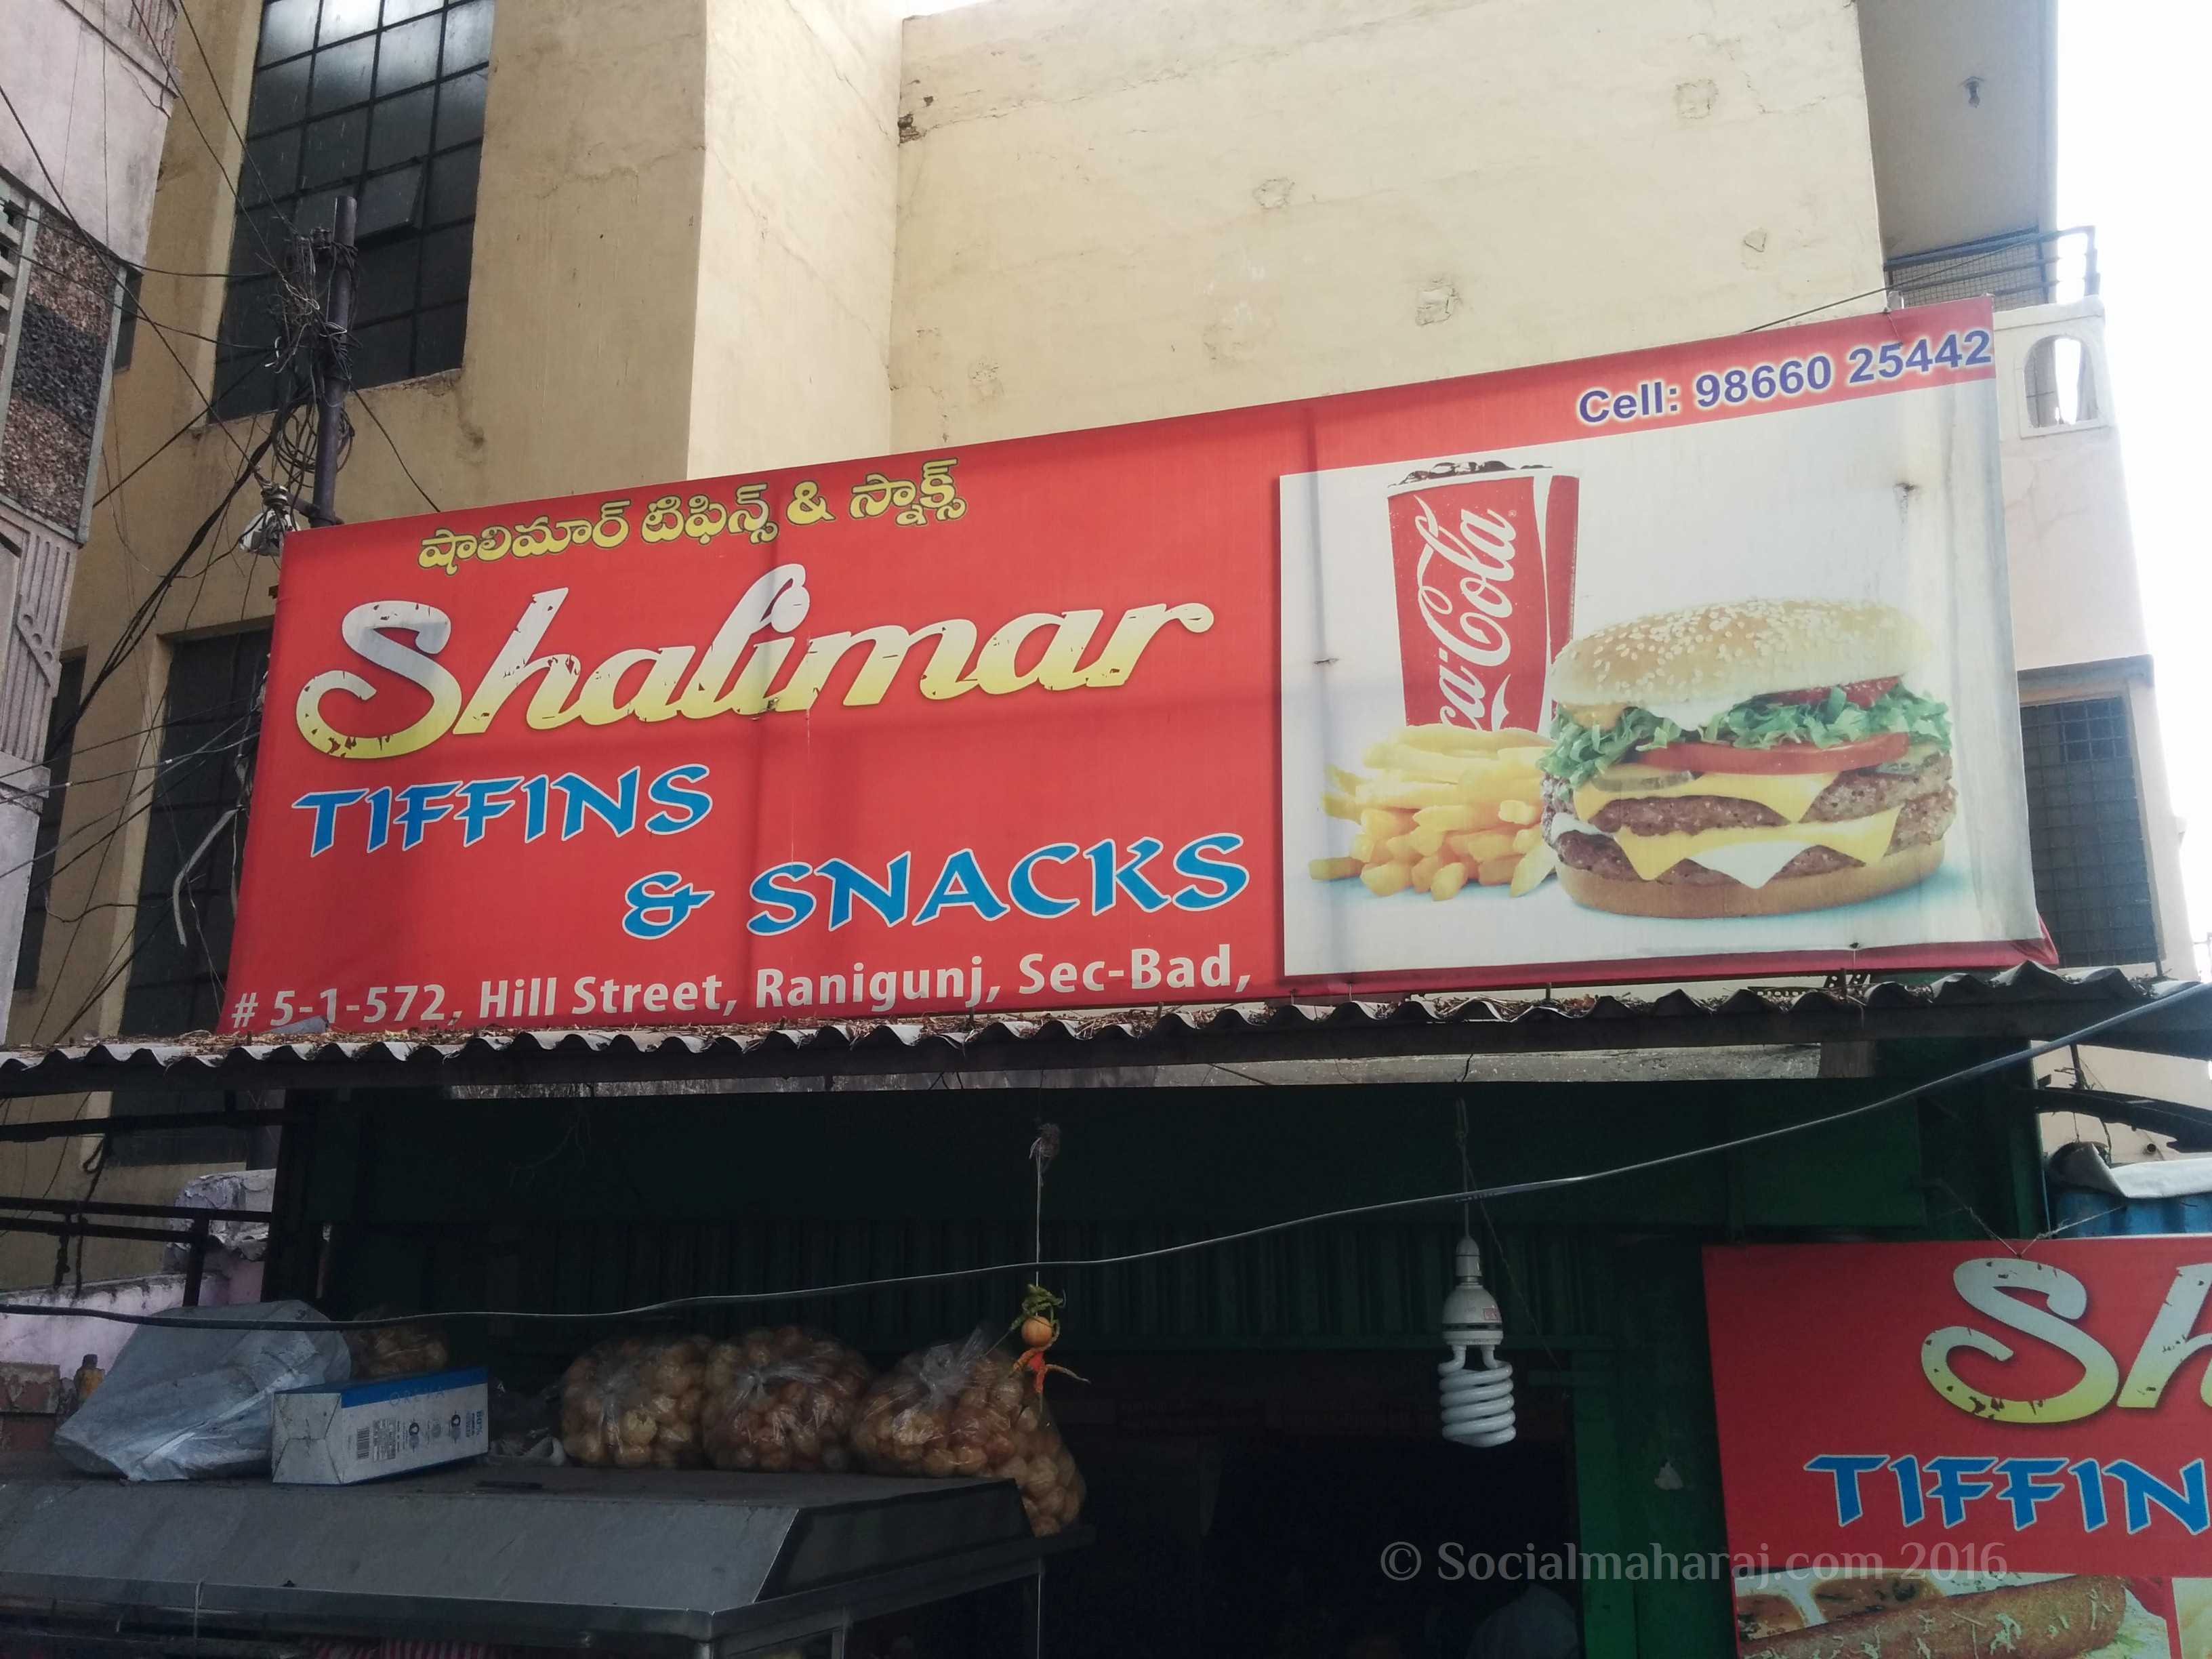 Cell: 98660 25442
షాలిమార్ టిఫిన్స్ & స్నాక్స్
Shalimar
TIFFINS
& SNACKS
# 5-1-572, Hill Street, Ranigunj, Sec-Bad,
Coca-Cola
Sh
TIFFIN
© Socialmaharaj.com 2016